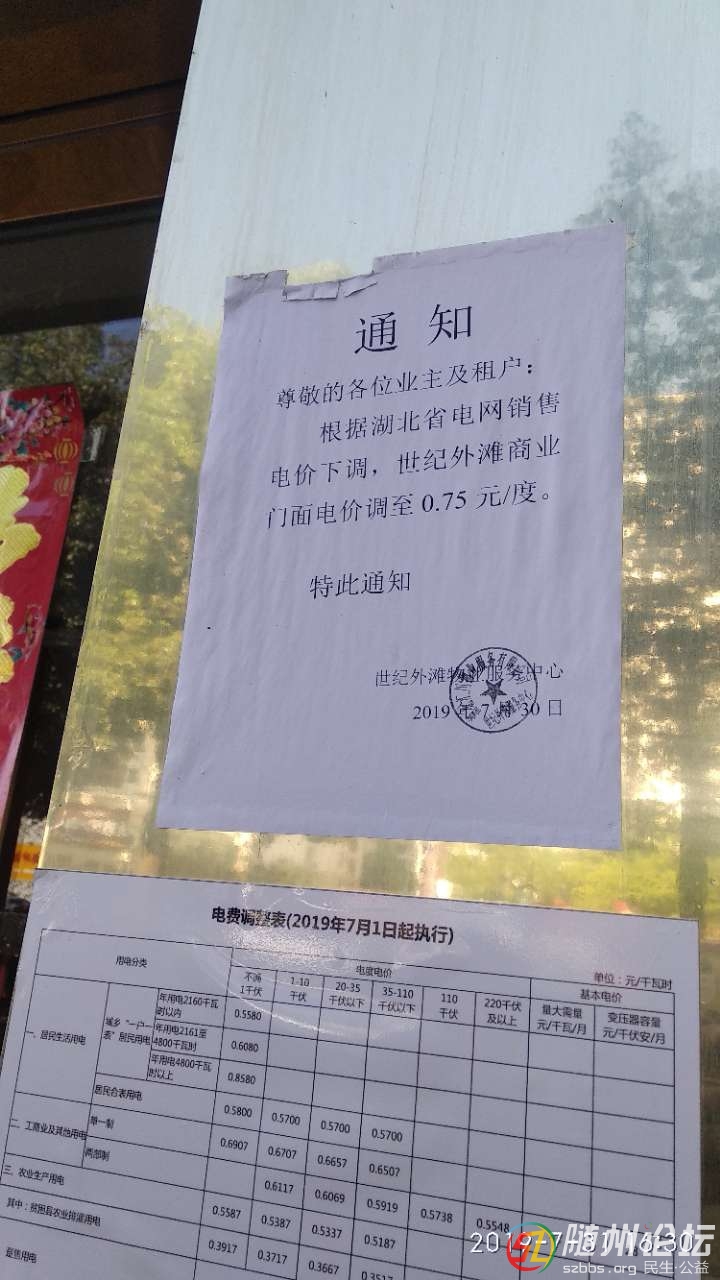 通 知
尊敬的各位业主及租户：
根据湖北省电网销售
电价下调，世纪外滩商业
门面电价调至 0.75 元/度。
特此通知
世纪外滩物业服务中心
2019 年 7 月 30 日
电费调整表(2019年7月1日起执行)
单位：元/千瓦时
用电分类 电度电价 基本电价
不满1千伏 1-10千伏 20-35千伏以下 35-110千伏以下 110千伏 220千伏及以上 最大需量元/千瓦/月 变压器容量元/千伏安/月
一、居民生活用电 城乡“一户一表”居民用电 年用电2160千瓦时以内 0.5580
年用电2161至4800千瓦时 0.6080
年用电4800千瓦时以上 0.8580
居民合表用电 0.5800 0.5700 0.5700 0.5700
二、工商业及其他用电 单一制 0.6907 0.6707 0.6657 0.6507
两部制 0.6117 0.6069 0.5919 0.5738 0.5548
三、农业生产用电 0.5587 0.5387 0.5337 0.5187
其中：贫困县农业排灌用电 0.3917 0.3717 0.3667
趸售用电
随州论坛
szbbs.org 民生·公益